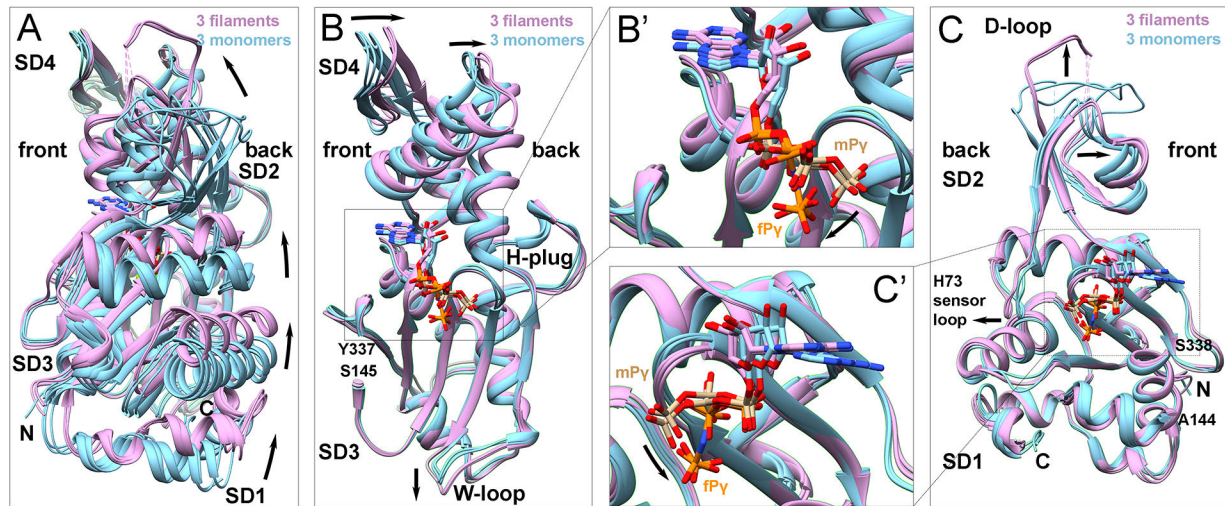 A
3 filaments
3 monomers
SD4
front
back
SD2
SD3
C
N
SD1
B
3 filaments
3 monomers
SD4
front
back
H-plug
Y337
S145
SD3
W-loop
B’
mPγ
fPγ
C’
mPγ
fPγ
C
D-loop
3 filaments
3 monomers
back
front
SD2
H73
sensor
loop
S338
N
A144
SD1
C